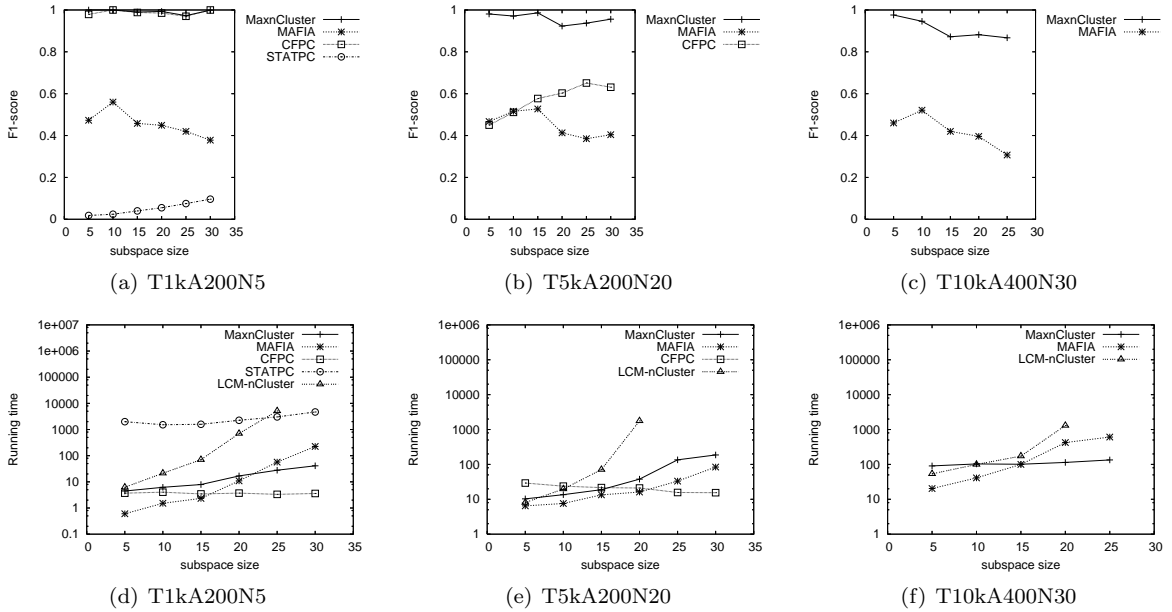 MaxnCluster
MAFIA
CFPC
STATPC
F1-score
1
0.8
0.6
0.4
0.2
0
0 5 10 15 20 25 30 35
subspace size
(a) T1kA200N5
MaxnCluster
MAFIA
CFPC
F1-score
1
0.8
0.6
0.4
0.2
0
0 5 10 15 20 25 30 35
subspace size
(b) T5kA200N20
MaxnCluster
MAFIA
F1-score
1
0.8
0.6
0.4
0.2
0
0 5 10 15 20 25 30
subspace size
(c) T10kA400N30
MaxnCluster
MAFIA
CFPC
STATPC
LCM-nCluster
Running time
1e+007
1e+006
100000
10000
1000
100
10
1
0.1
0 5 10 15 20 25 30 35
subspace size
(d) T1kA200N5
MaxnCluster
MAFIA
CFPC
LCM-nCluster
Running time
1e+006
100000
10000
1000
100
10
1
0 5 10 15 20 25 30 35
subspace size
(e) T5kA200N20
MaxnCluster
MAFIA
LCM-nCluster
Running time
1e+006
100000
10000
1000
100
10
1
0 5 10 15 20 25 30
subspace size
(f) T10kA400N30